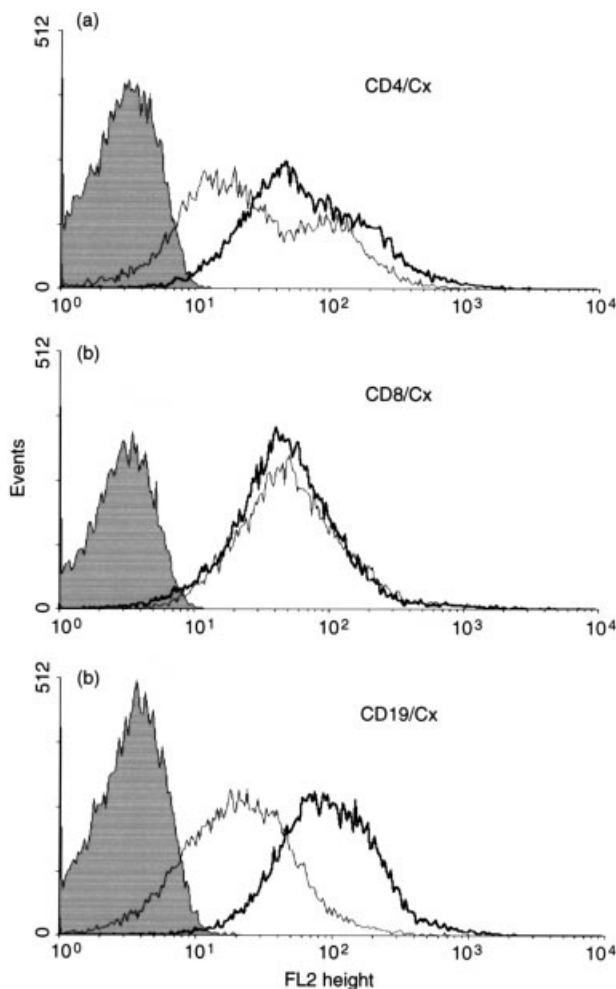 (a)
512
CD4/Cx
0
10⁰ 10¹ 10² 10³ 10⁴
(b)
512
CD8/Cx
Events
0
10⁰ 10¹ 10² 10³ 10⁴
(b)
512
CD19/Cx
0
10⁰ 10¹ 10² 10³ 10⁴
FL2 height